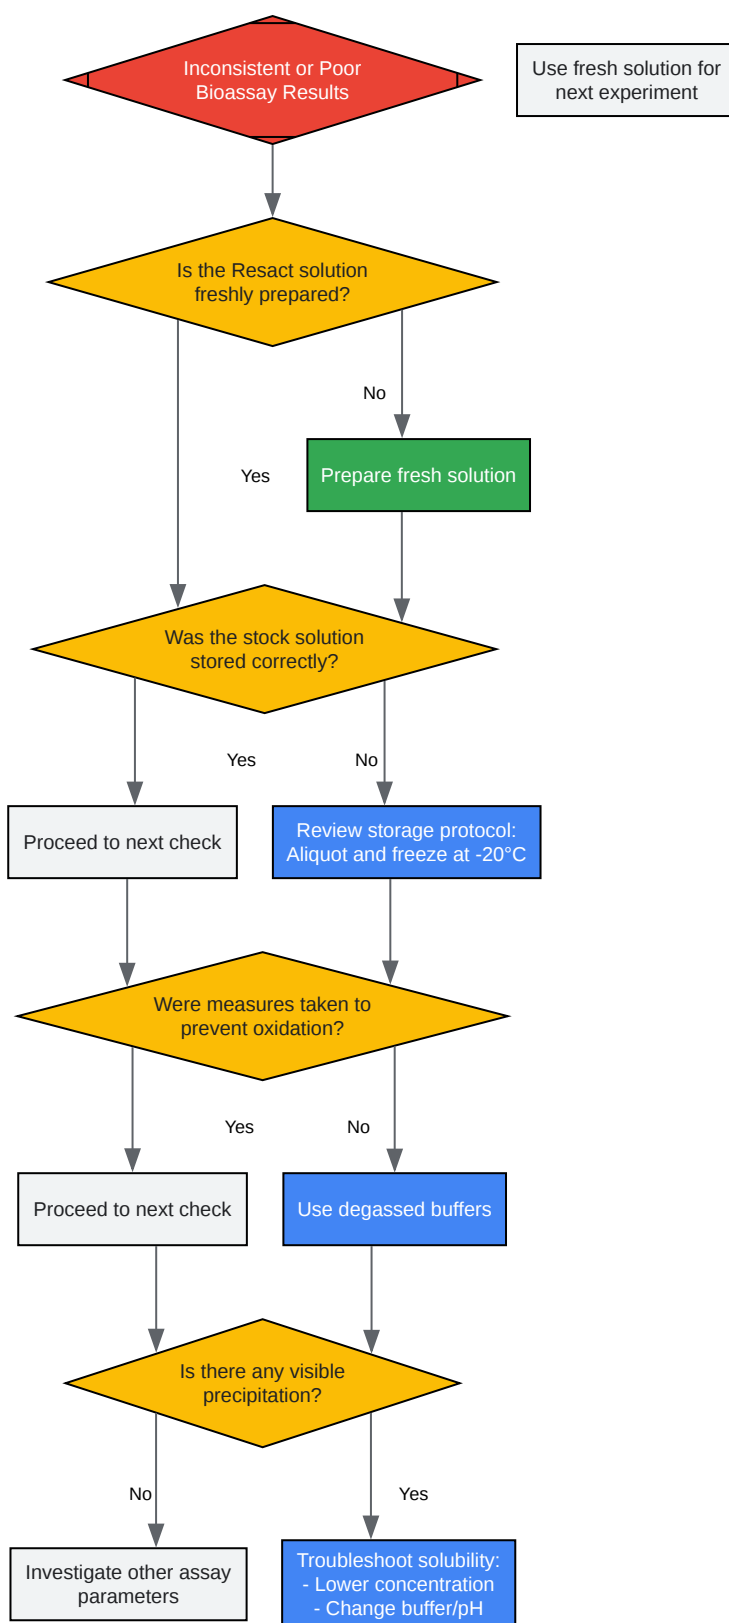 Inconsistent or Poor
Bioassay Results
Use fresh solution for
next experiment
Is the Resact solution
freshly prepared?
No
Yes
Prepare fresh solution
Was the stock solution
stored correctly?
Yes
No
Proceed to next check
Review storage protocol:
Aliquot and freeze at -20°C
Were measures taken to
prevent oxidation?
Yes
No
Proceed to next check
Use degassed buffers
Is there any visible
precipitation?
No
Yes
Investigate other assay
parameters
Troubleshoot solubility:
- Lower concentration
- Change buffer/pH